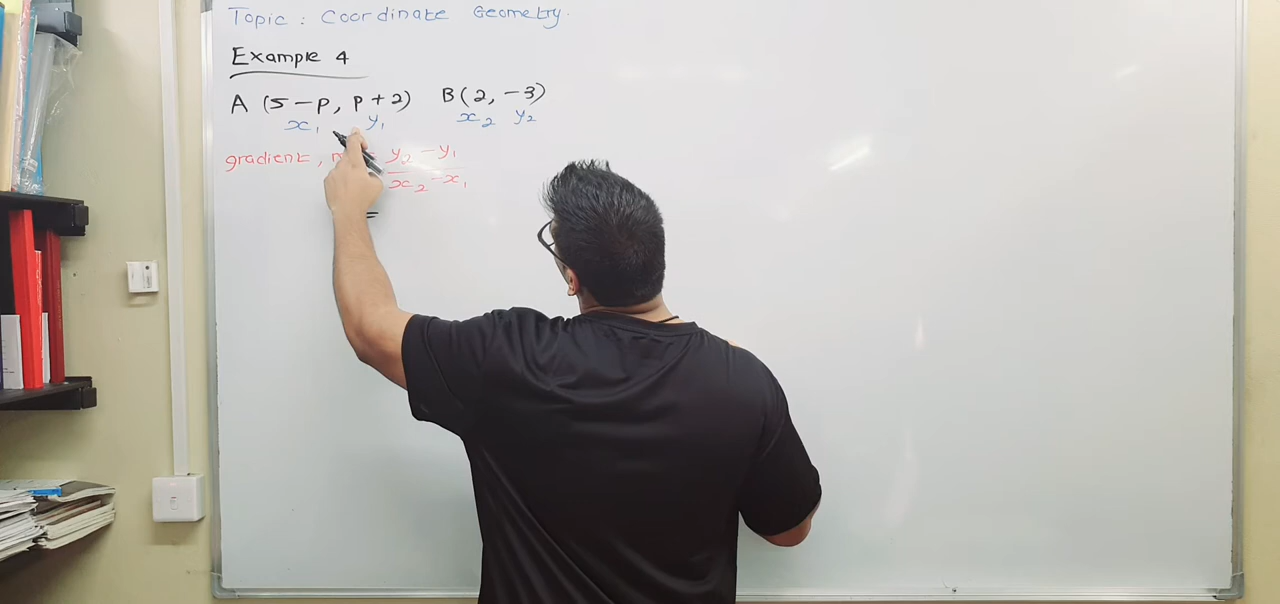 Topic : Coordinate Geometry.
Example 4
A (5 - p, p + 2) B (2, -3)
x₁ y₁ x₂ y₂
gradient, y₂ - y₁
x₂ - x₁
=